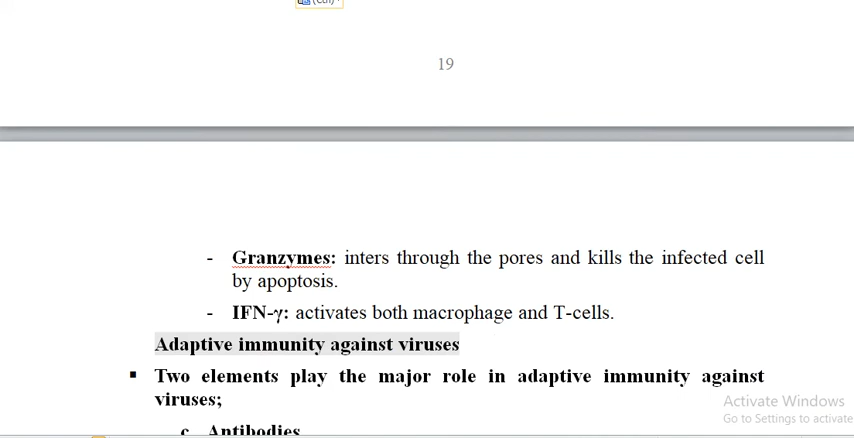 (Ctrl)
19
- Granzymes: inters through the pores and kills the infected cell
by apoptosis.
- IFN-γ: activates both macrophage and T-cells.
Adaptive immunity against viruses
▪ Two elements play the major role in adaptive immunity against
viruses;
c. Antibodies
Activate Windows
Go to Settings to activate